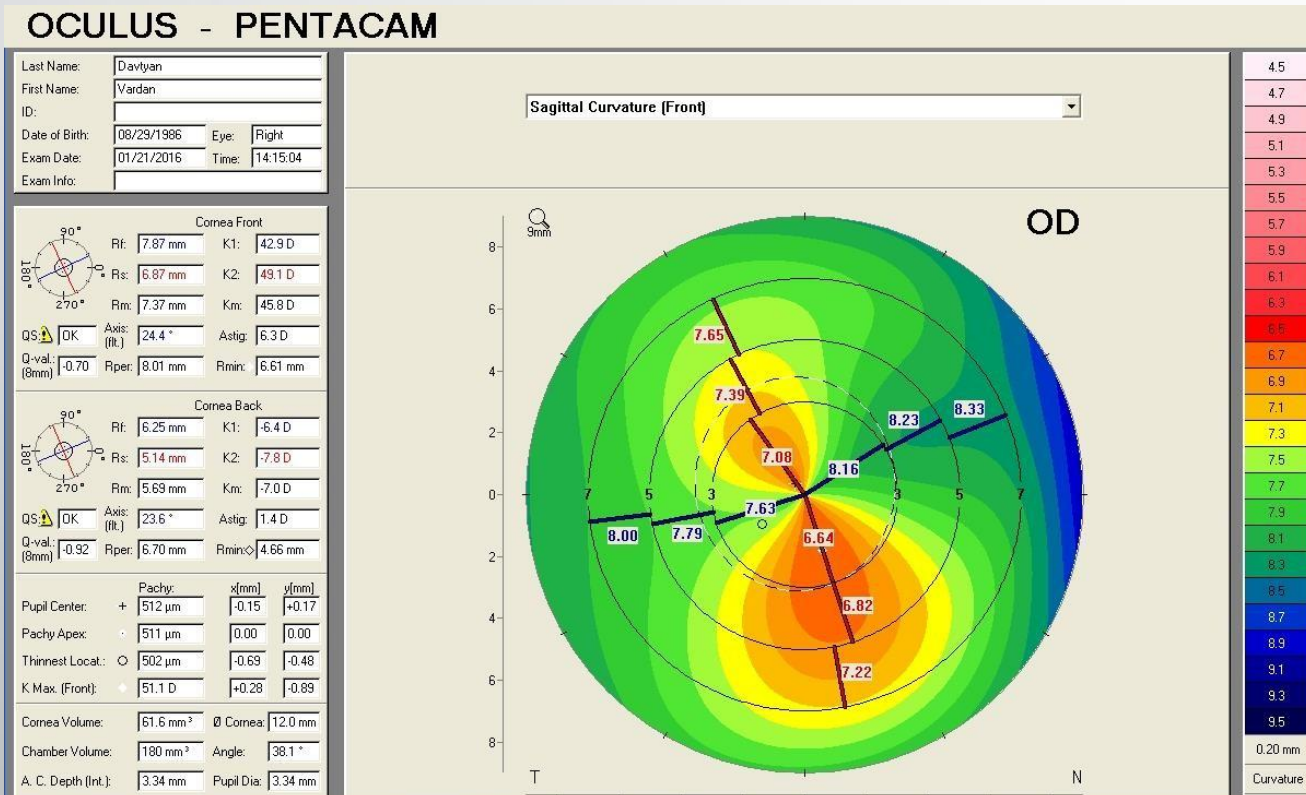 OCULUS - PENTACAM
Last Name: Davtyan
First Name: Vardan
ID:
Date of Birth: 08/29/1986 Eye: Right
Exam Date: 01/21/2016 Time: 14:15:04
Exam Info:
Cornea Front
90°
180°
0°
270°
Rf: 7.87 mm K1: 42.9 D
Rs: 6.87 mm K2: 49.1 D
Rm: 7.37 mm Km: 45.8 D
QS: OK Axis: (flt.) 24.4 ° Astig: 6.3 D
Q-val.: (8mm) -0.70 Rper: 8.01 mm Rmin: 6.61 mm
Cornea Back
90°
180°
0°
270°
Rf: 6.25 mm K1: -6.4 D
Rs: 5.14 mm K2: -7.8 D
Rm: 5.69 mm Km: -7.0 D
QS: OK Axis: (flt.) 23.6 ° Astig: 1.4 D
Q-val.: (8mm) -0.92 Rper: 6.70 mm Rmin: 4.66 mm
Pachy: x[mm] y[mm]
Pupil Center: + 512 µm -0.15 +0.17
Pachy Apex: 511 µm 0.00 0.00
Thinnest Locat.: O 502 µm -0.69 -0.48
K Max. (Front): 51.1 D +0.28 -0.89
Cornea Volume: 61.6 mm³ Ø Cornea: 12.0 mm
Chamber Volume: 180 mm³ Angle: 38.1 °
A. C. Depth (Int.): 3.34 mm Pupil Dia: 3.34 mm
Sagittal Curvature (Front)
9mm
OD
8
6
4
2
0
2
4
6
8
7.65
7.39
7.08
8.33
8.23
8.16
7 5 3 3 5 7
7.63
7.79
8.00
6.64
6.82
7.22
T N
4.5
4.7
4.9
5.1
5.3
5.5
5.7
5.9
6.1
6.3
6.5
6.7
6.9
7.1
7.3
7.5
7.7
7.9
8.1
8.3
8.5
8.7
8.9
9.1
9.3
9.5
0.20 mm
Curvature